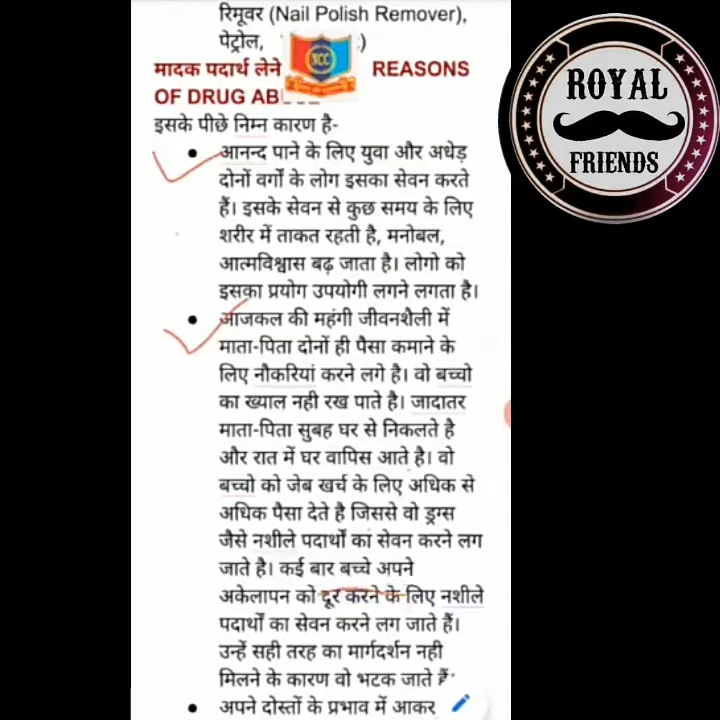 रिमूवर (Nail Polish Remover),
पेट्रोल, :)
मादक पदार्थ लेने REASONS
OF DRUG AB
इसके पीछे निम्न कारण है-
• आनन्द पाने के लिए युवा और अधेड़
दोनों वर्गों के लोग इसका सेवन करते
हैं। इसके सेवन से कुछ समय के लिए
शरीर में ताकत रहती है, मनोबल,
आत्मविश्वास बढ़ जाता है। लोगो को
इसका प्रयोग उपयोगी लगने लगता है।
• आजकल की महंगी जीवनशैली में
माता-पिता दोनों ही पैसा कमाने के
लिए नौकरियां करने लगे है। वो बच्चो
का ख्याल नही रख पाते है। जादातर
माता-पिता सुबह घर से निकलते है
और रात में घर वापिस आते है। वो
बच्चो को जेब खर्च के लिए अधिक से
अधिक पैसा देते है जिससे वो ड्रग्स
जैसे नशीले पदार्थों का सेवन करने लग
जाते है। कई बार बच्चे अपने
अकेलापन को दूर करने के लिए नशीले
पदार्थों का सेवन करने लग जाते हैं।
उन्हें सही तरह का मार्गदर्शन नही
मिलने के कारण वो भटक जाते हैं
• अपने दोस्तों के प्रभाव में आकर
NCC
ROYAL
FRIENDS